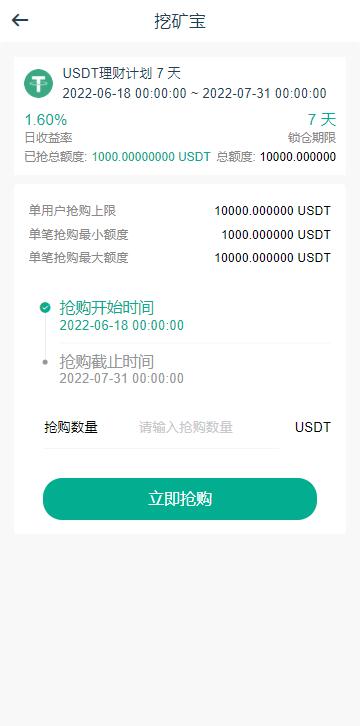 挖矿宝
USDT理财计划 7 天
2022-06-18 00:00:00 ~ 2022-07-31 00:00:00
1.60% 7 天
日收益率 锁仓期限
已抢总额度: 1000.00000000 USDT 总额度: 10000.000000
单用户抢购上限 10000.000000 USDT
单笔抢购最小额度 1000.000000 USDT
单笔抢购最大额度 10000.000000 USDT
抢购开始时间
2022-06-18 00:00:00
抢购截止时间
2022-07-31 00:00:00
抢购数量 请输入抢购数量 USDT
立即抢购